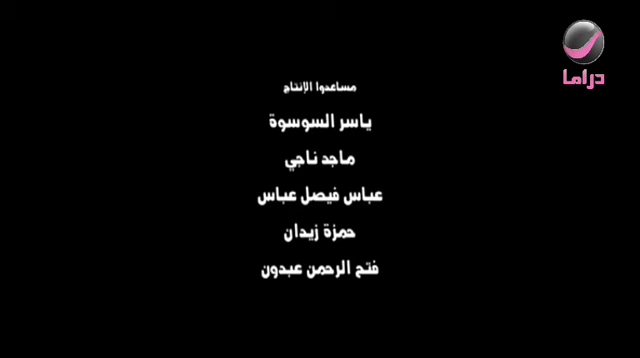 دراما
مساعدوا الإنتاج
ياسر السوسوة
ماجد ناجي
عباس فيصل عباس
حمزة زيدان
فتح الرحمن عبدون